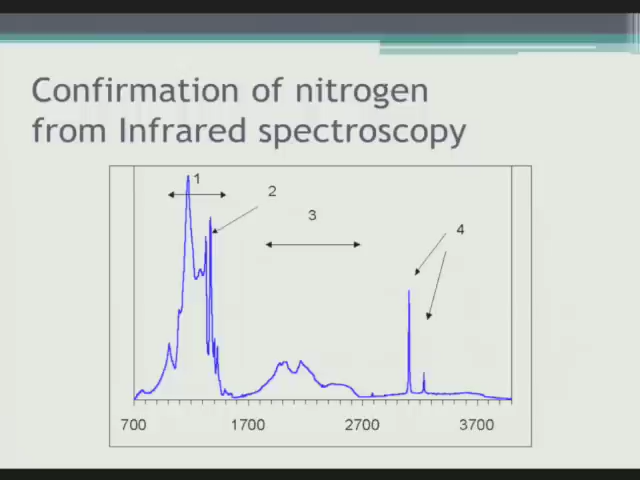 Confirmation of nitrogen
from Infrared spectroscopy
1
2
3
4
700 1700 2700 3700